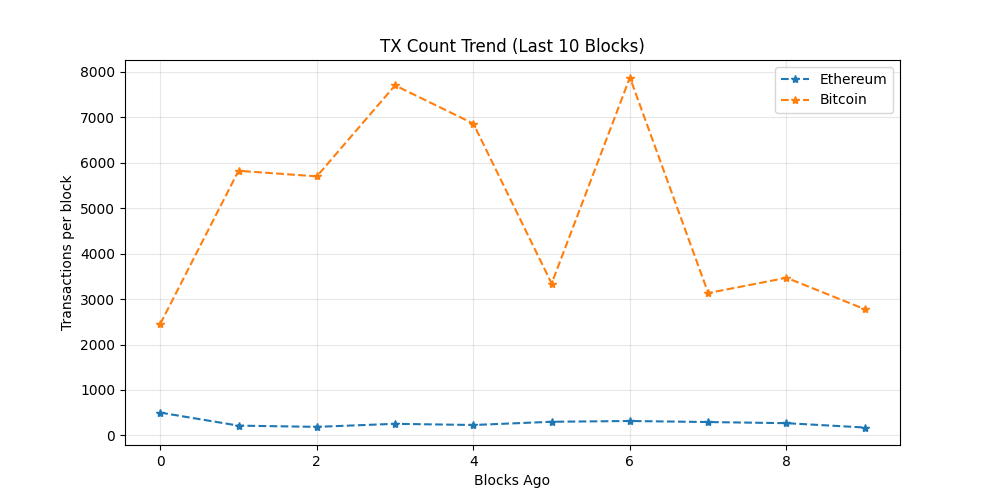 TX Count Trend (Last 10 Blocks)
Ethereum
Bitcoin
Transactions per block
8000
7000
6000
5000
4000
3000
2000
1000
0
0 2 4 6 8
Blocks Ago